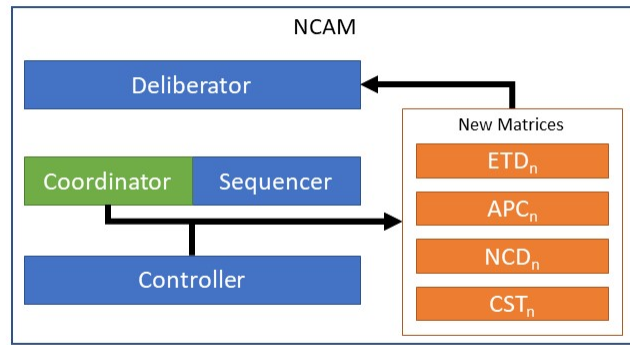 NCAM
Deliberator
New Matrices
ETDₙ
Coordinator Sequencer
APCₙ
NCDₙ
Controller
CSTₙ